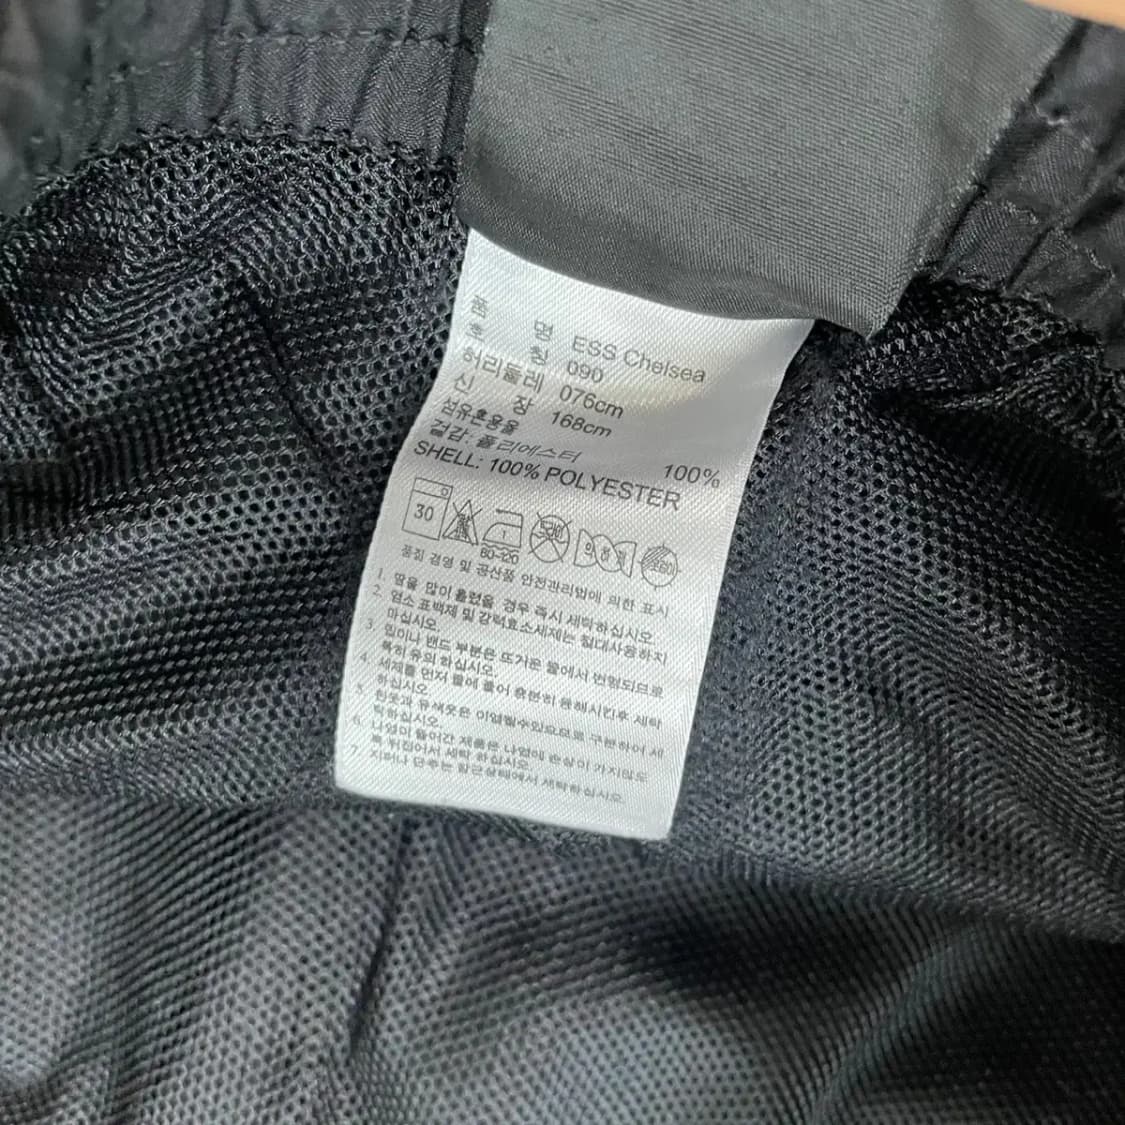 품 명 ESS Chelsea
호 칭 090
허리둘레 076cm
신 장 168cm
섬유혼용율
겉감: 폴리에스터 100%
SHELL: 100% POLYESTER
30 80-120
품질 경영 및 공산품 안전관리법에 의한 표시
1. 땀을 많이 흘렸을 경우 즉시 세탁하십시오.
2. 염소 표백제 및 강력효소세제는 절대사용하지
마십시오.
3. 밴드 부분은 뜨거운 물에서 변형되므로
특히 유의 하십시오.
4. 세제를 먼저 물에 풀어 충분히 용해시킨후 세탁
하십시오.
5. 흰옷과 유색옷은 이염될수있으므로 구분하여 세
탁하십시오.
6. 나염이 들어간 제품은 나염에 손상이 가지않도
록 뒤집어서 세탁 하십시오.
7. 지퍼나 단추는 잠근상태에서 세탁하십시오.